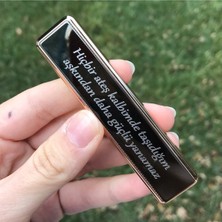 Hiçbir ateş kalbimde taşıdığım
aşkından daha güçlü yanamaz